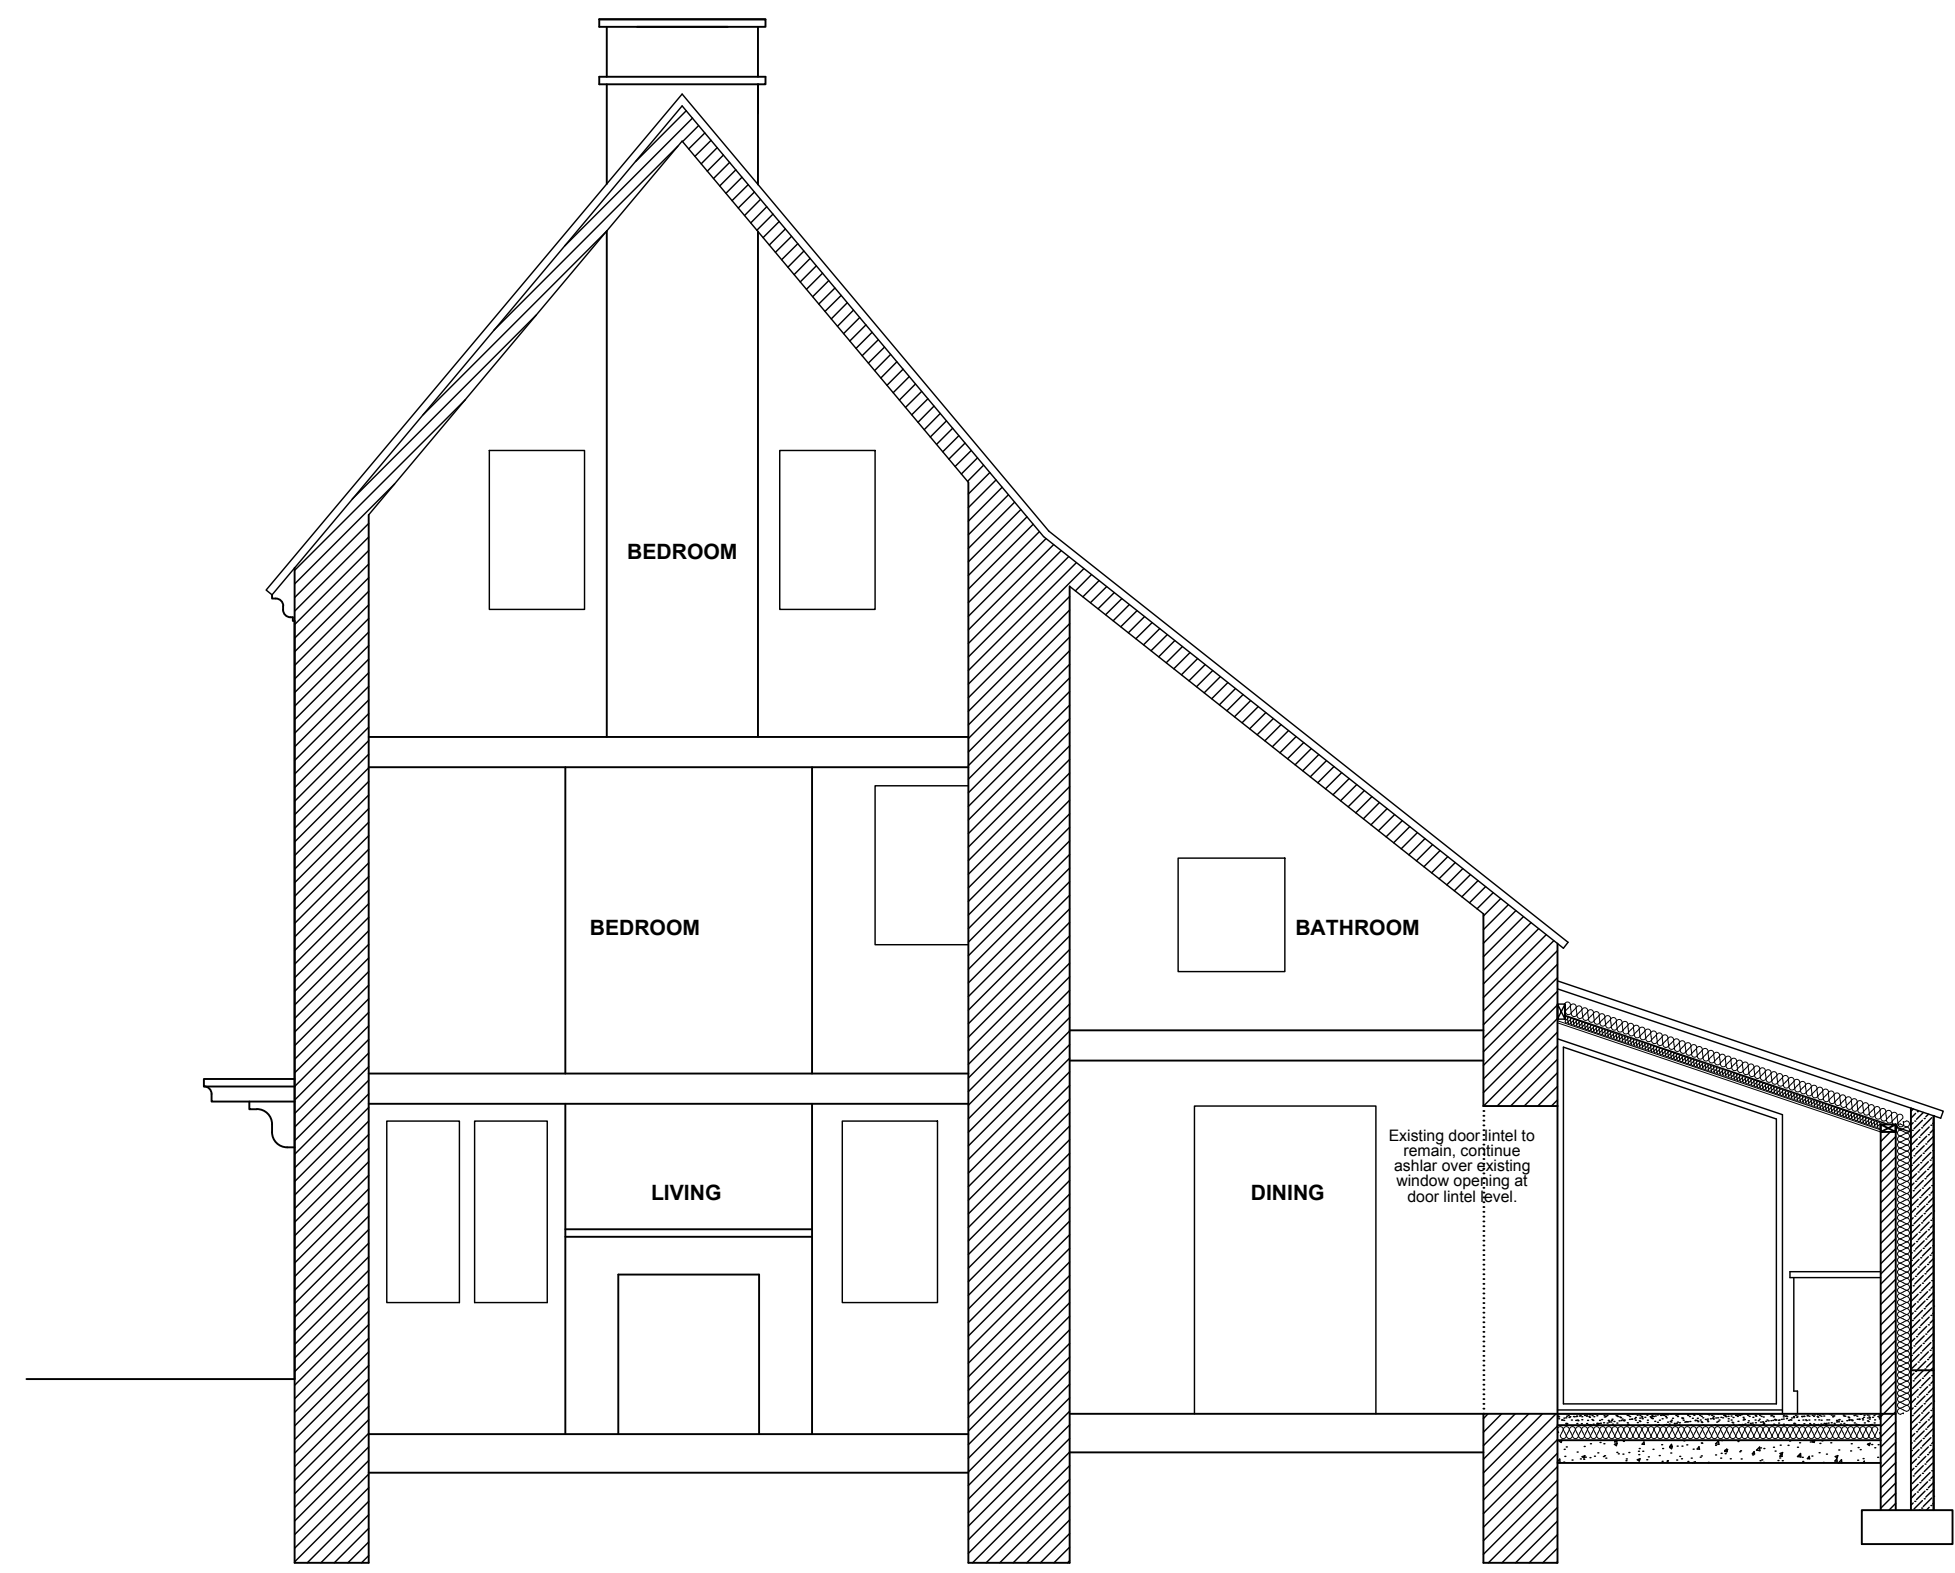 BEDROOM
BEDROOM
BATHROOM
LIVING
DINING
Existing door lintel to
remain, continue
ashlar over existing
window opening at
door lintel level.